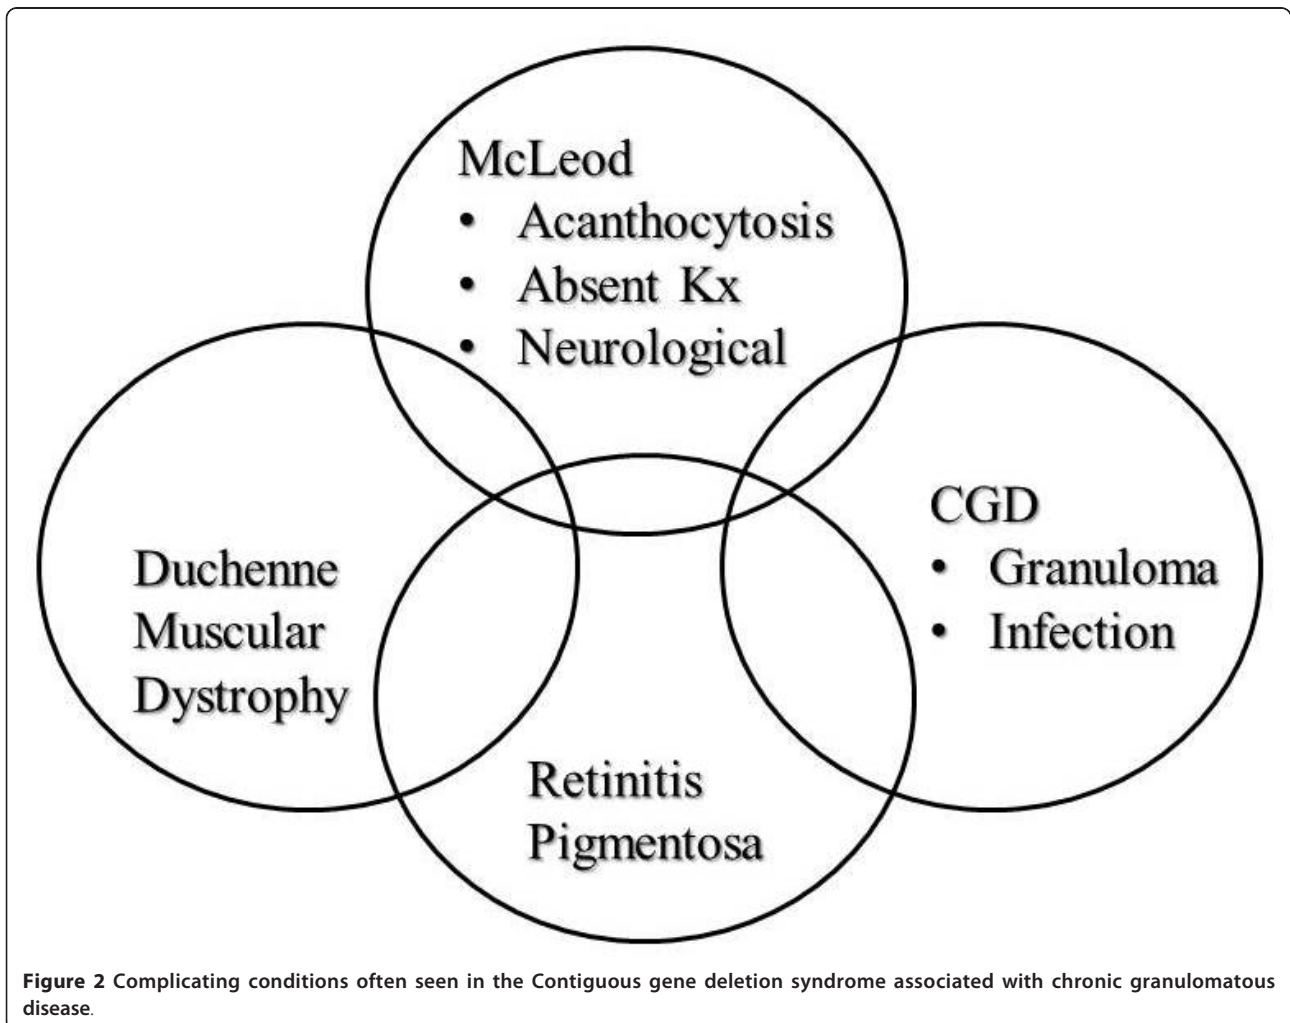 McLeod
• Acanthocytosis
• Absent Kx
• Neurological
Duchenne
Muscular
Dystrophy
CGD
• Granuloma
• Infection
Retinitis
Pigmentosa
Figure 2 Complicating conditions often seen in the Contiguous gene deletion syndrome associated with chronic granulomatous
disease.